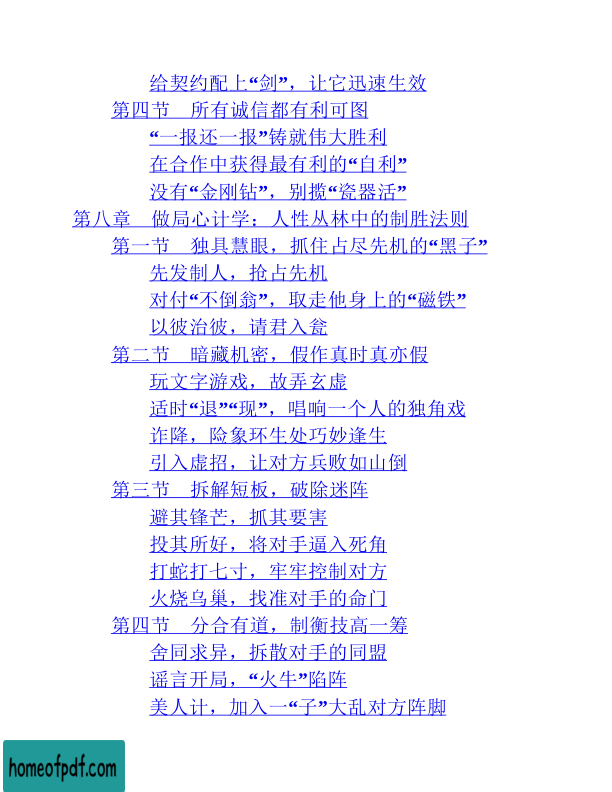 给契约配上“剑”，让它迅速生效
第四节　所有诚信都有利可图
“一报还一报”铸就伟大胜利
在合作中获得最有利的“自利”
没有“金刚钻”，别揽“瓷器活”
第八章　做局心计学：人性丛林中的制胜法则
第一节　独具慧眼，抓住占尽先机的“黑子”
先发制人，抢占先机
对付“不倒翁”，取走他身上的“磁铁”
以彼治彼，请君入瓮
第二节　暗藏机密，假作真时真亦假
玩文字游戏，故弄玄虚
适时“退”“现”，唱响一个人的独角戏
诈降，险象环生处巧妙逢生
引入虚招，让对方兵败如山倒
第三节　拆解短板，破除迷阵
避其锋芒，抓其要害
投其所好，将对手逼入死角
打蛇打七寸，牢牢控制对方
火烧乌巢，找准对手的命门
第四节　分合有道，制衡技高一筹
舍同求异，拆散对手的同盟
谣言开局，“火牛”陷阵
美人计，加入一“子”大乱对方阵脚
homeofpdf.com